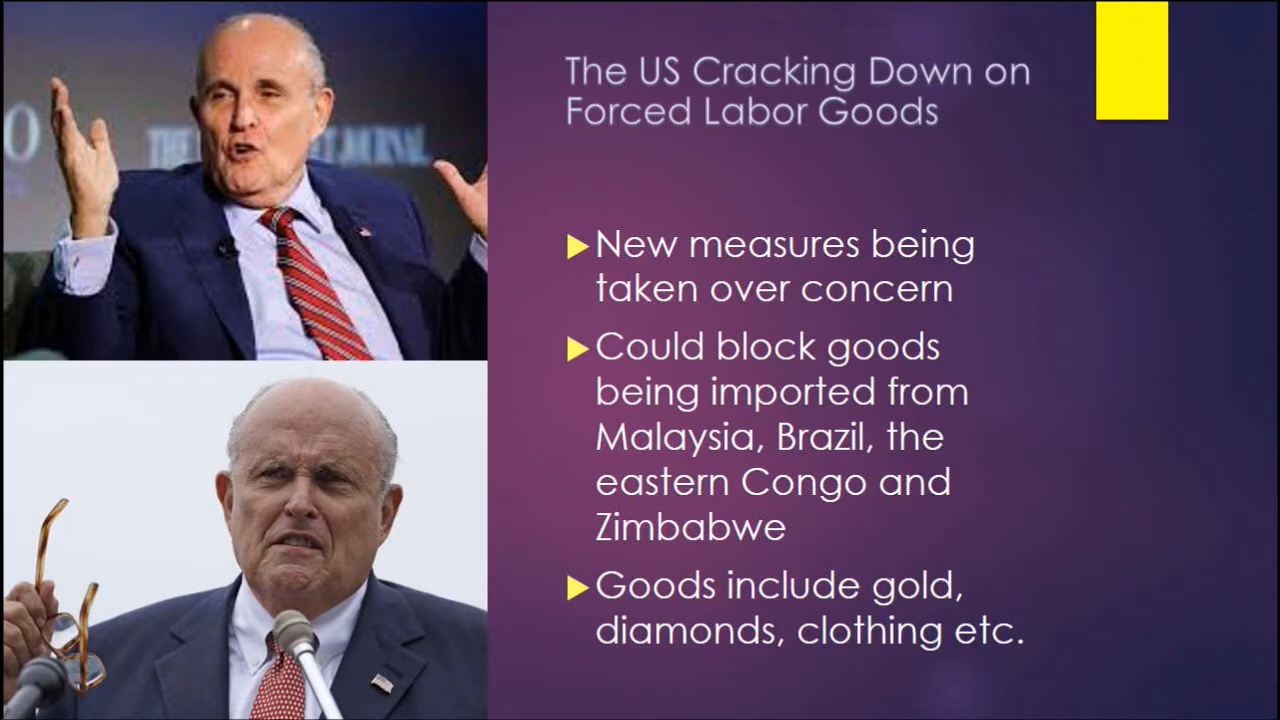 The US Cracking Down on
Forced Labor Goods
New measures being
taken over concern
Could block goods
being imported from
Malaysia, Brazil, the
eastern Congo and
Zimbabwe
Goods include gold,
diamonds, clothing etc.